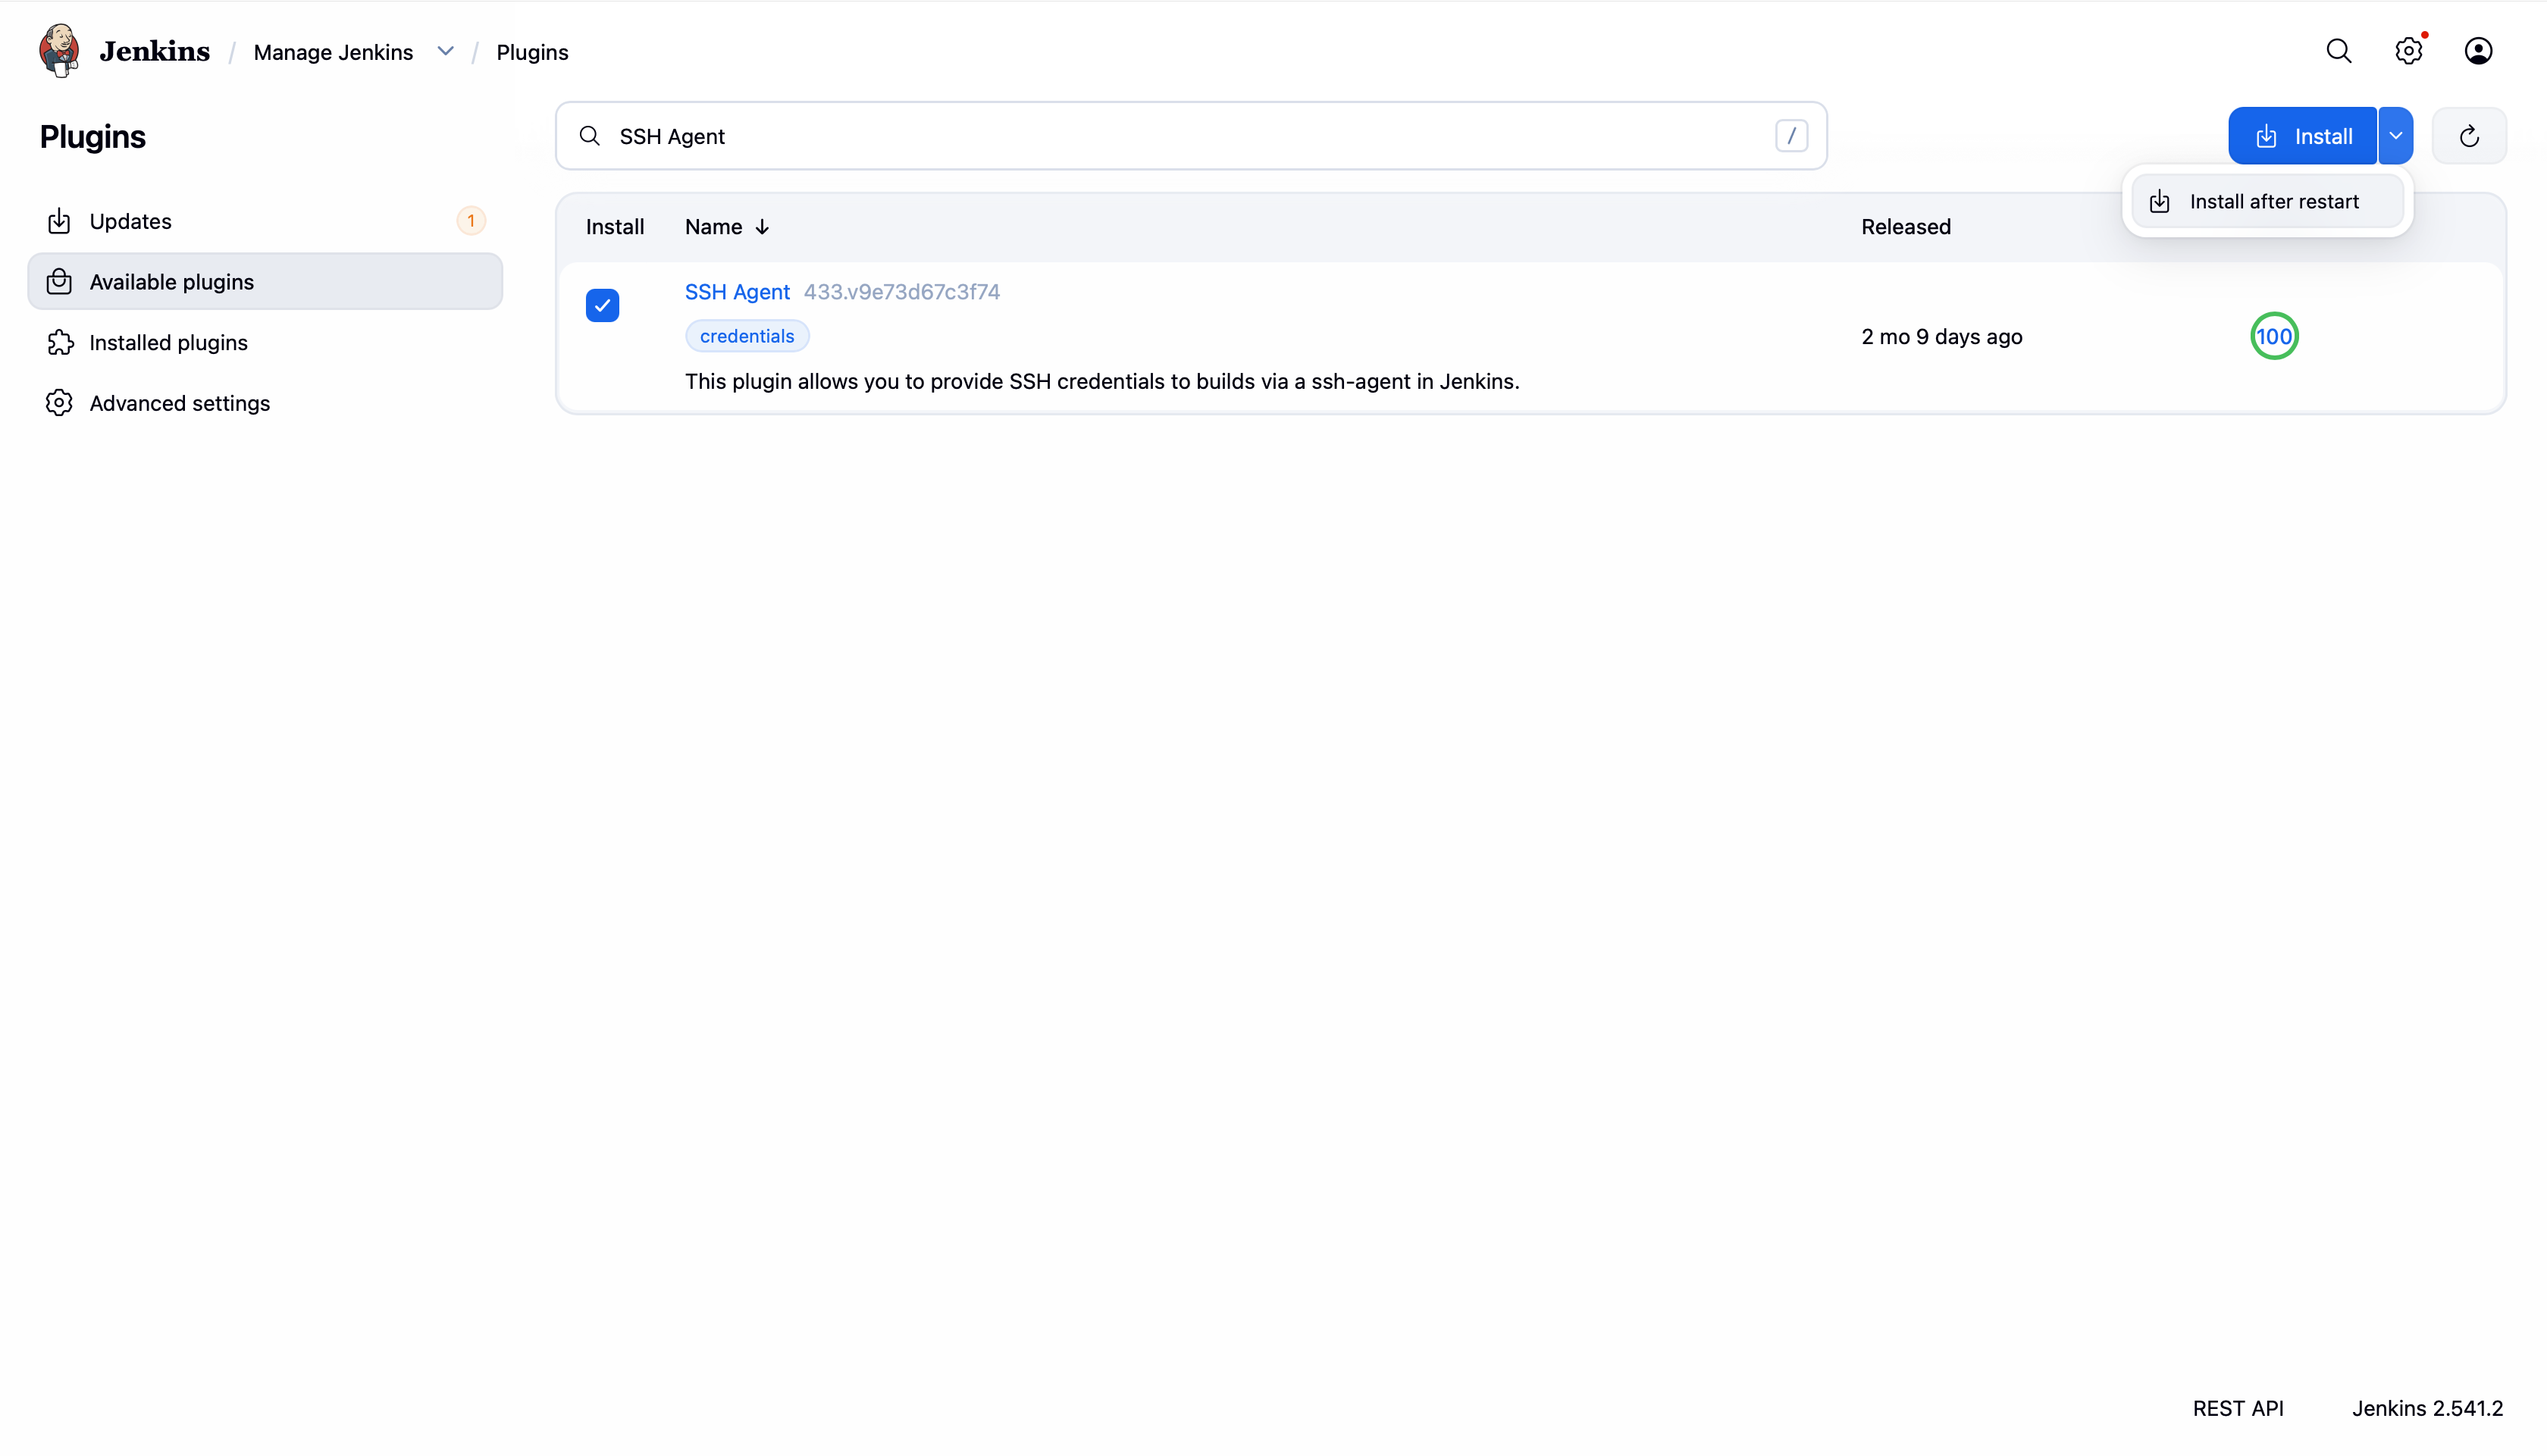 Jenkins / Manage Jenkins / Plugins
Plugins
SSH Agent /
Install
Install after restart
Updates 1
Available plugins
Installed plugins
Advanced settings
Install Name Released
SSH Agent 433.v9e73d67c3f74
credentials
This plugin allows you to provide SSH credentials to builds via a ssh-agent in Jenkins.
2 mo 9 days ago
100
REST API Jenkins 2.541.2